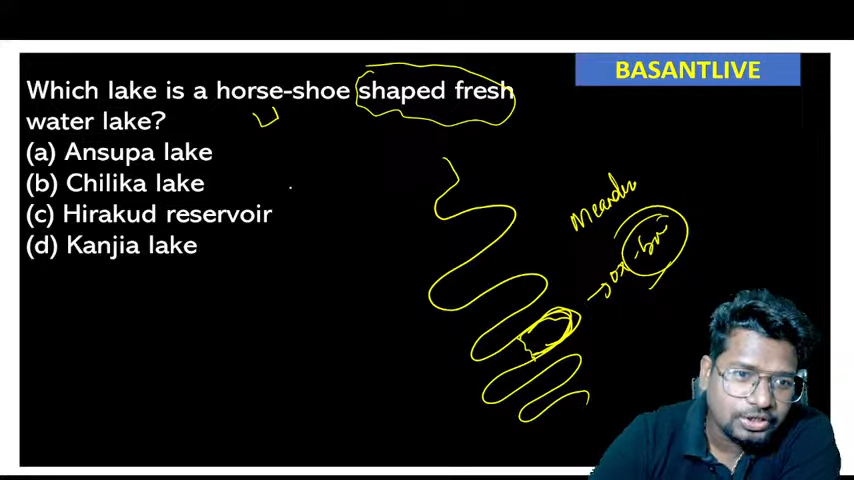 BASANTLIVE
Which lake is a horse-shoe shaped fresh
water lake?
(a) Ansupa lake
(b) Chilika lake
(c) Hirakud reservoir
(d) Kanjia lake
Meander